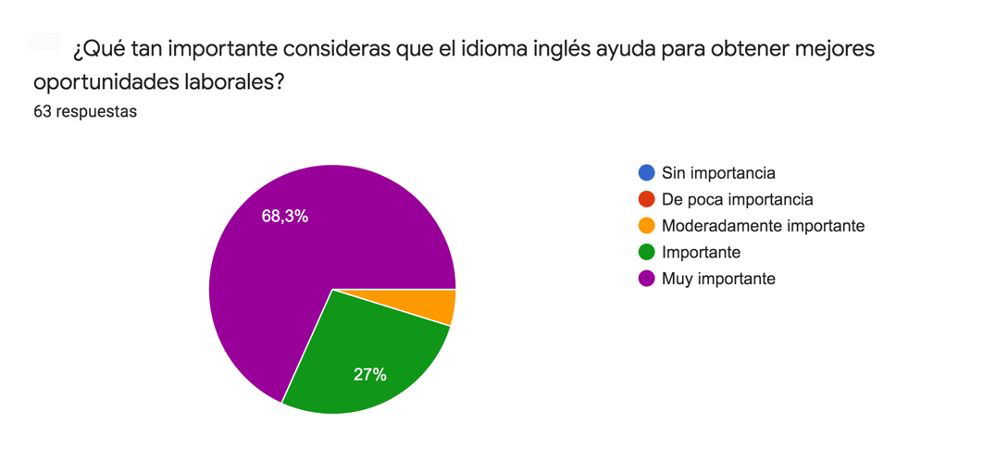 ¿Qué tan importante consideras que el idioma inglés ayuda para obtener mejores
oportunidades laborales?
63 respuestas
68,3%
27%
Sin importancia
De poca importancia
Moderadamente importante
Importante
Muy importante